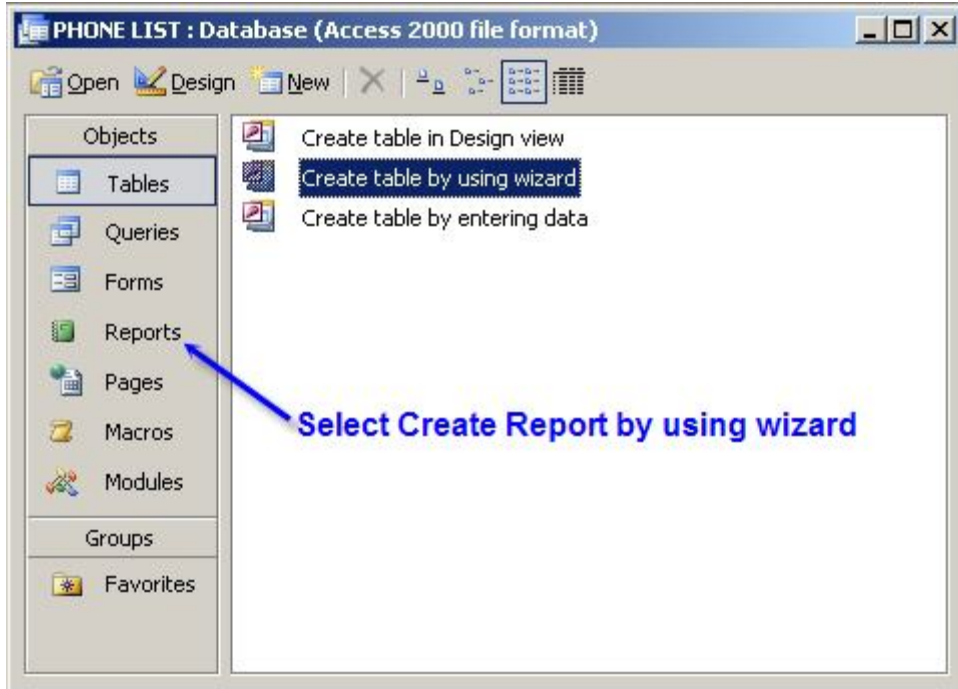 PHONE LIST : Database (Access 2000 file format)
Open Design New
Objects
Tables
Queries
Forms
Reports
Pages
Macros
Modules
Groups
Favorites
Create table in Design view
Create table by using wizard
Create table by entering data
Select Create Report by using wizard